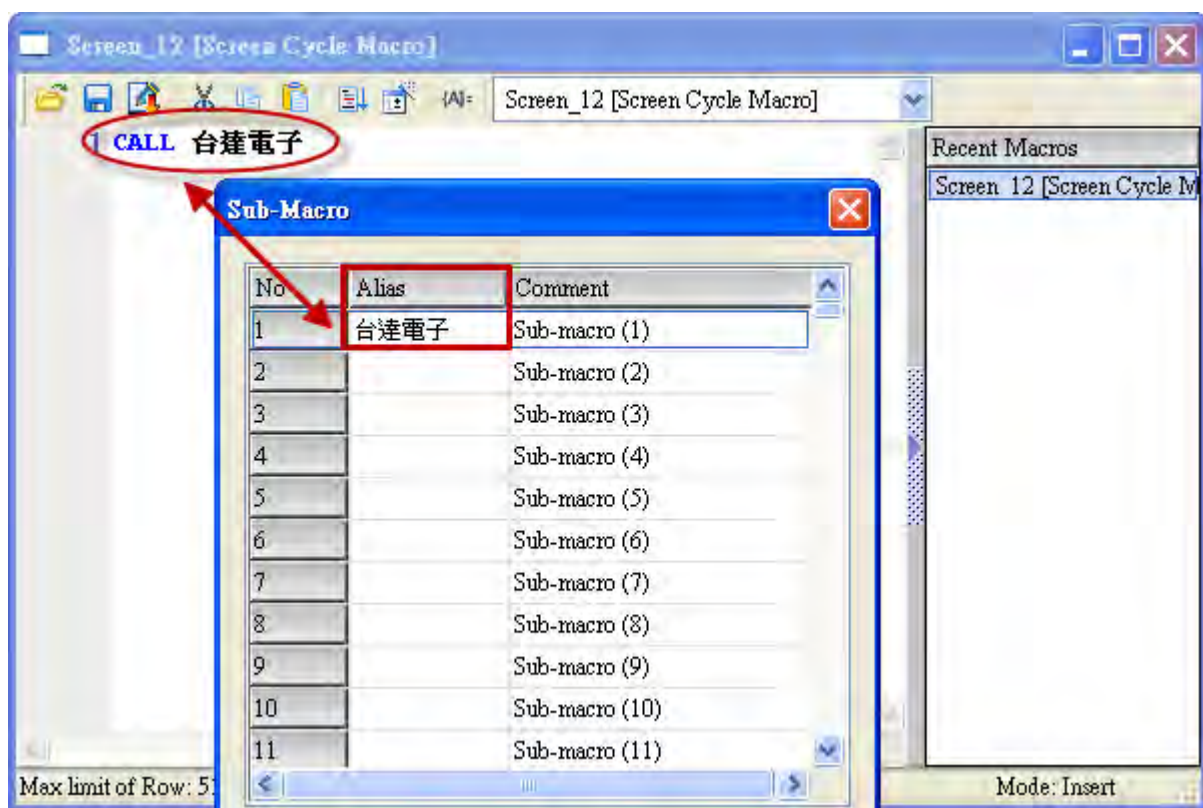 Screen_12 [Screen Cycle Macro]
{A}= Screen_12 [Screen Cycle Macro]
1 CALL 台達電子
Recent Macros
Screen_12 [Screen Cycle M
Sub-Macro
No Alias Comment
1 台達電子 Sub-macro (1)
2 Sub-macro (2)
3 Sub-macro (3)
4 Sub-macro (4)
5 Sub-macro (5)
6 Sub-macro (6)
7 Sub-macro (7)
8 Sub-macro (8)
9 Sub-macro (9)
10 Sub-macro (10)
11 Sub-macro (11)
Max limit of Row: 51
Mode: Insert